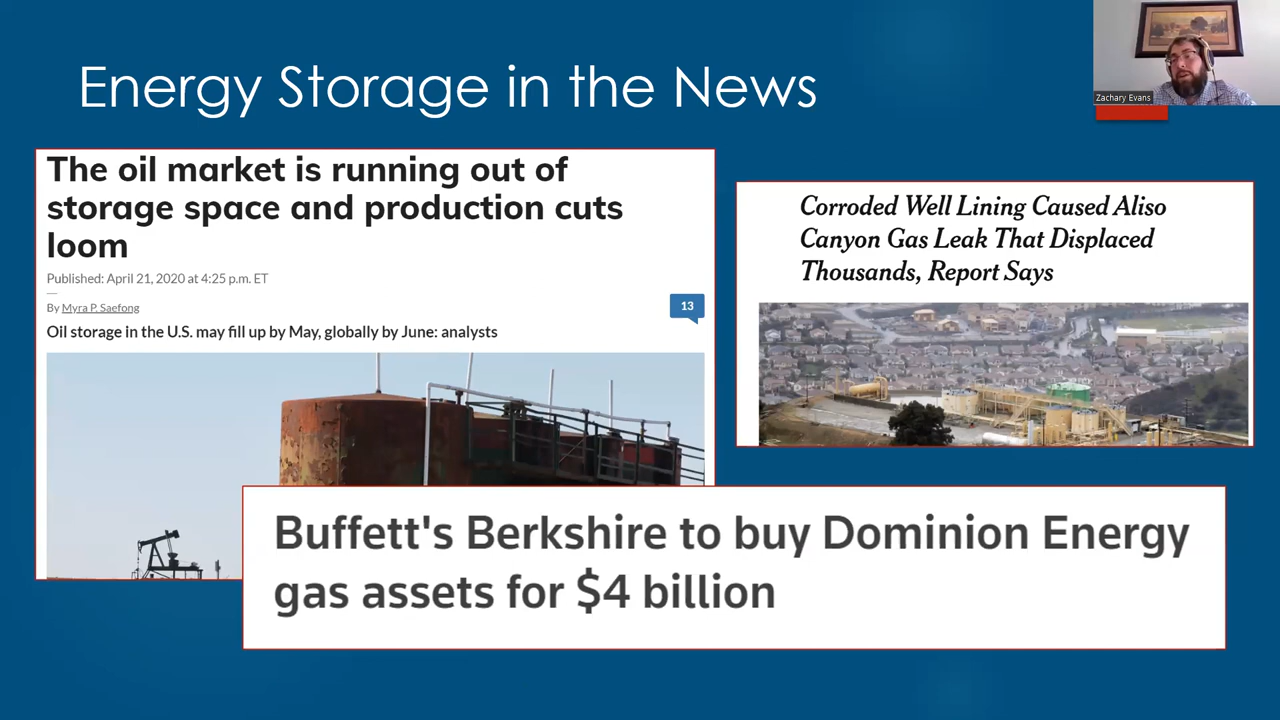 Energy Storage in the News
Zachary Evans
The oil market is running out of
storage space and production cuts
loom
Published: April 21, 2020 at 4:25 p.m. ET
By Myra P. Saefong
13
Oil storage in the U.S. may fill up by May, globally by June: analysts
Corroded Well Lining Caused Aliso
Canyon Gas Leak That Displaced
Thousands, Report Says
Buffett's Berkshire to buy Dominion Energy
gas assets for $4 billion